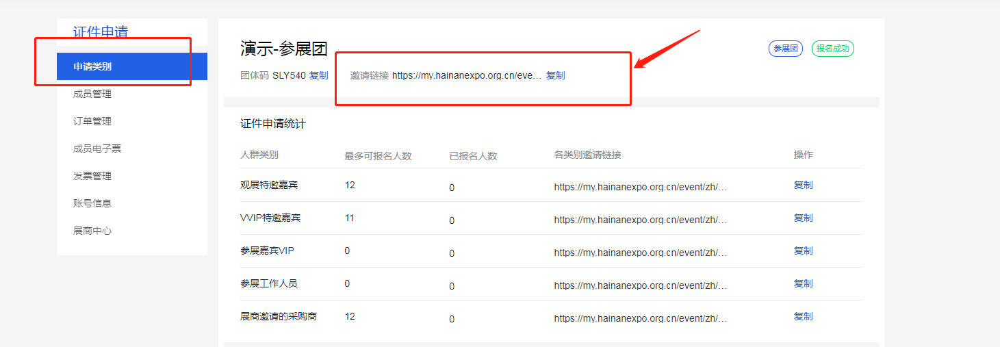 证件申请
申请类别
成员管理
订单管理
成员电子票
发票管理
账号信息
展商中心
演示-参展团
参展团
报名成功
团体码 SLY540 复制 邀请链接 https://my.hainanexpo.org.cn/eve... 复制
证件申请统计
人群类别 最多可报名人数 已报名人数 各类别邀请链接 操作
观展特邀嘉宾 12 0 https://my.hainanexpo.org.cn/event/zh/... 复制
VVIP特邀嘉宾 11 0 https://my.hainanexpo.org.cn/event/zh/... 复制
参展嘉宾VIP 0 0 https://my.hainanexpo.org.cn/event/zh/... 复制
参展工作人员 0 0 https://my.hainanexpo.org.cn/event/zh/... 复制
展商邀请的采购商 12 0 https://my.hainanexpo.org.cn/event/zh/... 复制